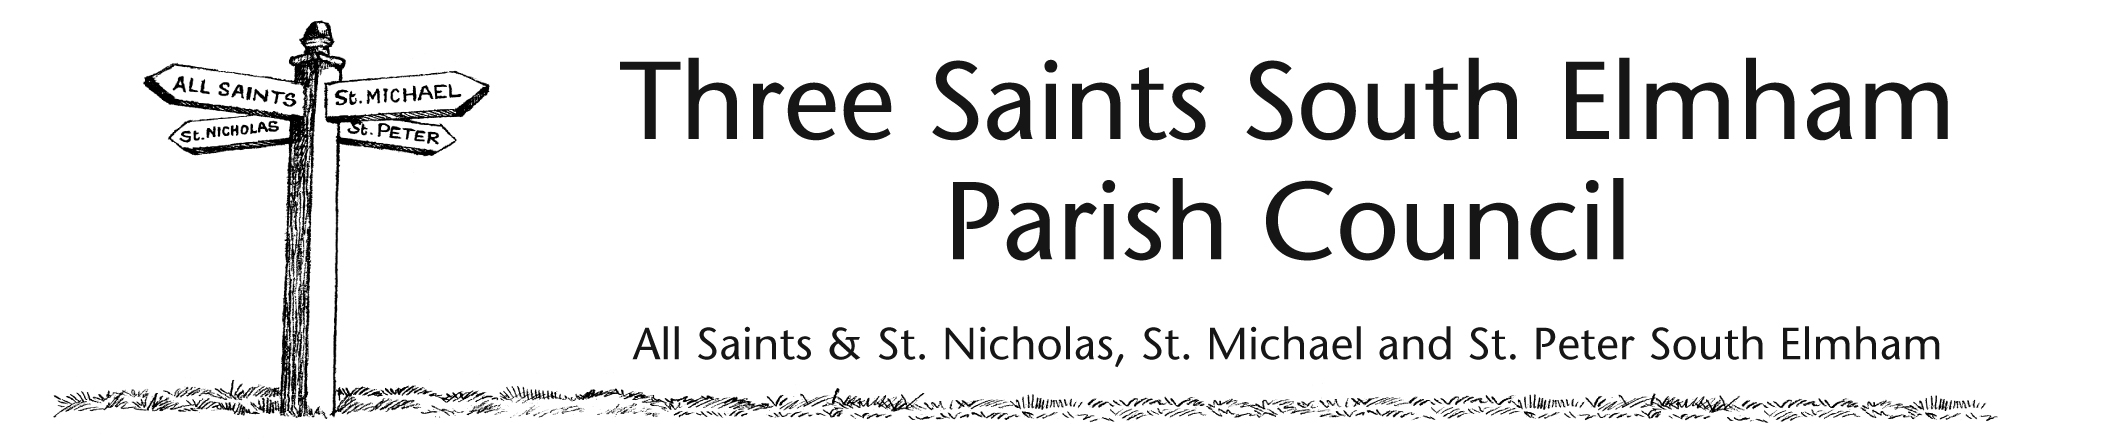 ALL SAINTS
St. MICHAEL
St. NICHOLAS
St. PETER
Three Saints South Elmham
Parish Council
All Saints & St. Nicholas, St. Michael and St. Peter South Elmham